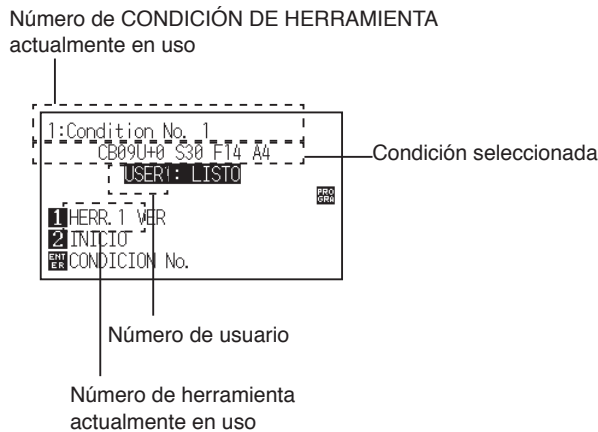 Número de CONDICIÓN DE HERRAMIENTA
actualmente en uso
1:Condition No. 1
CB09U+0 S30 F14 A4
Condición seleccionada
USER1: LISTO
PRO
GRA
1 HERR.1 VER
2 INICIO
ENT
ER CONDICION No.
Número de usuario
Número de herramienta
actualmente en uso